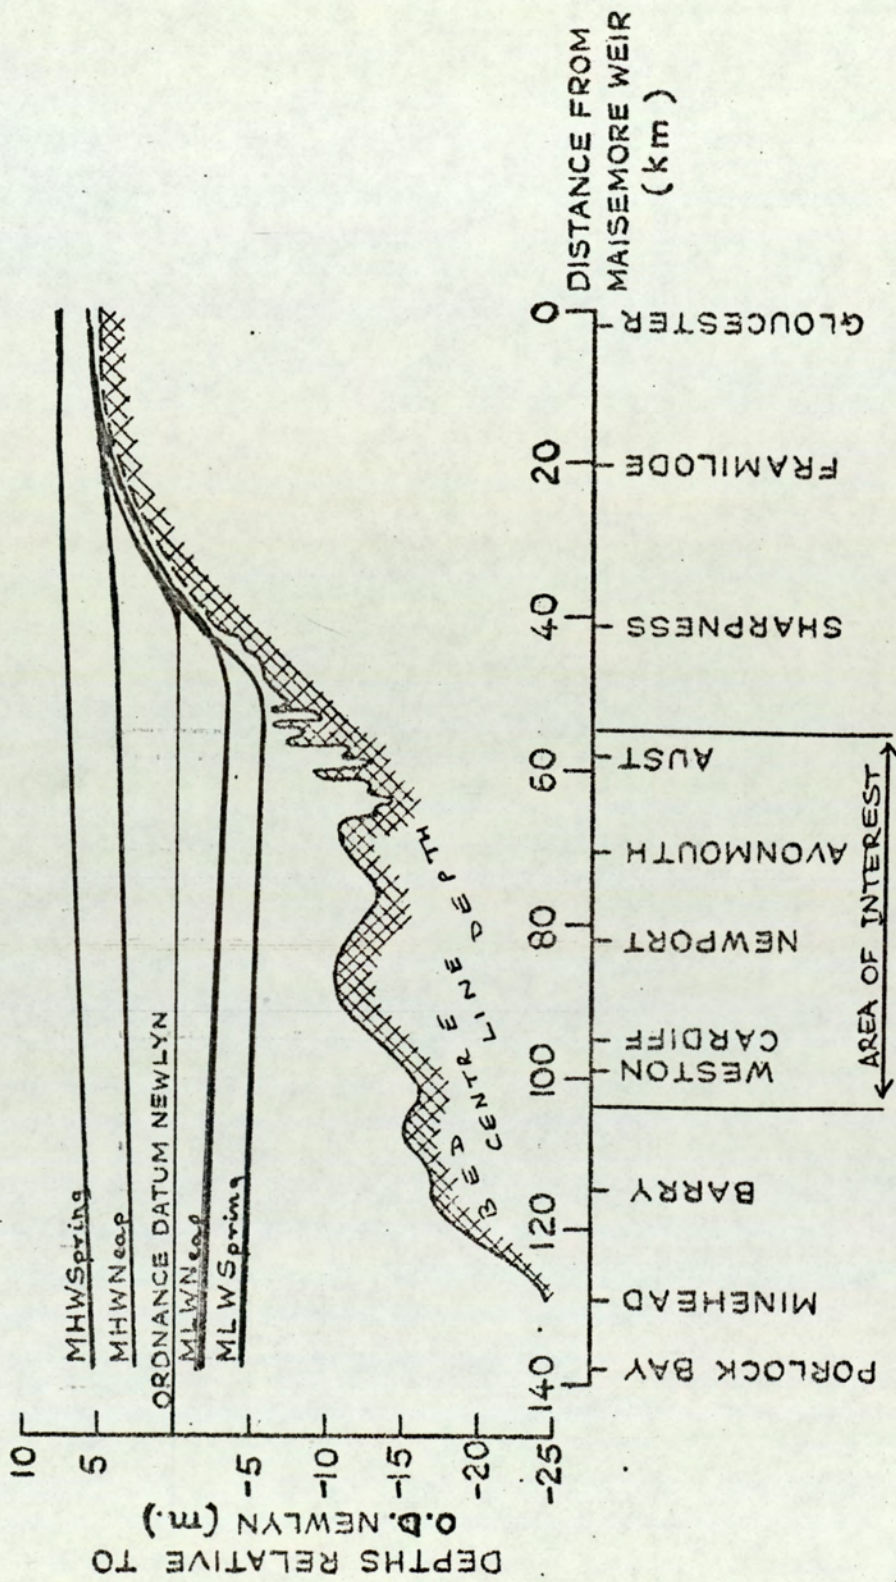 DEPTHS RELATIVE TO
O.D. NEWLYN (m.)
10
5
-5
-10
-15
-20
-25
MHWSpring
MHWNeap
ORDNANCE DATUM NEWLYN
MLWNeap
MLWSpring
BED
CENTRE LINE DEPTH
140
120
100
80
60
40
20
0
DISTANCE FROM
MAISEMORE WEIR
(km)
PORLOCK BAY
MINEHEAD
BARRY
WESTON
CARDIFF
NEWPORT
AVONMOUTH
AUST
SHARPNESS
FRAMILODE
GLOUCESTER
AREA OF INTEREST